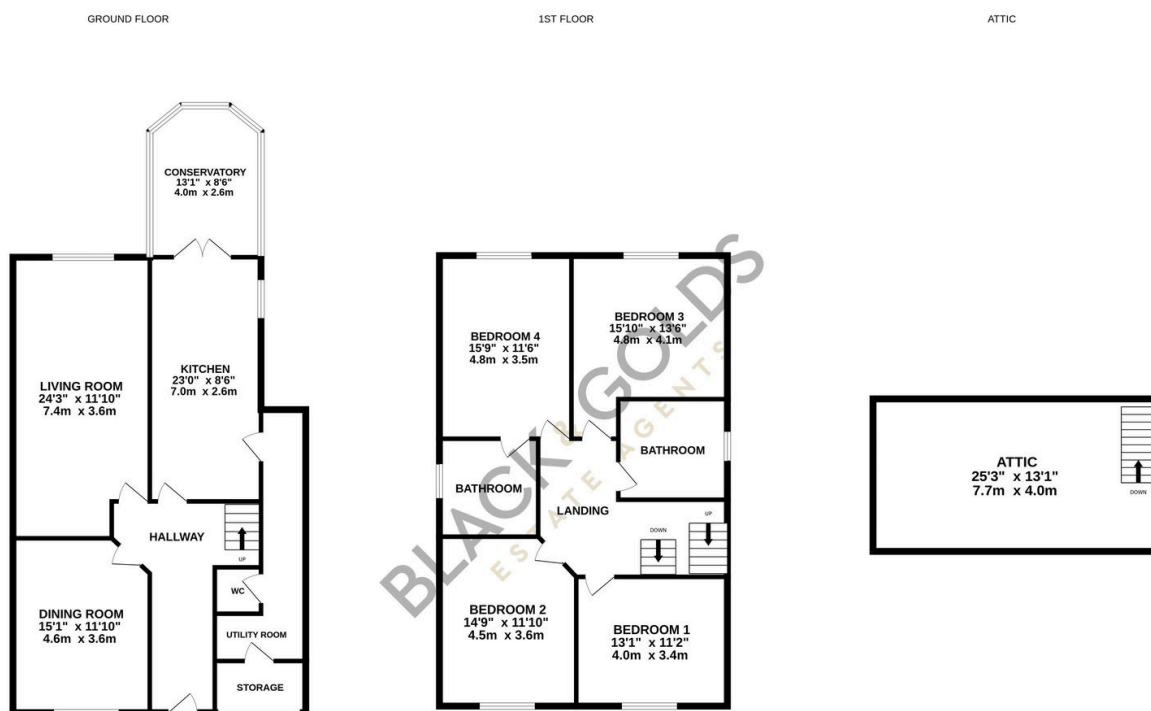 GROUND FLOOR
CONSERVATORY
13'1" x 8'6"
4.0m x 2.6m
LIVING ROOM
24'3" x 11'10"
7.4m x 3.6m
KITCHEN
23'0" x 8'6"
7.0m x 2.6m
HALLWAY
UP
WC
DINING ROOM
15'1" x 11'10"
4.6m x 3.6m
UTILITY ROOM
STORAGE
1ST FLOOR
BEDROOM 4
15'9" x 11'6"
4.8m x 3.5m
BEDROOM 3
15'10" x 13'6"
4.8m x 4.1m
BATHROOM
BATHROOM
LANDING
DOWN
UP
BEDROOM 2
14'9" x 11'10"
4.5m x 3.6m
BEDROOM 1
13'1" x 11'2"
4.0m x 3.4m
BLACK & GOLDS
ESTATE AGENTS
ATTIC
ATTIC
25'3" x 13'1"
7.7m x 4.0m
DOWN